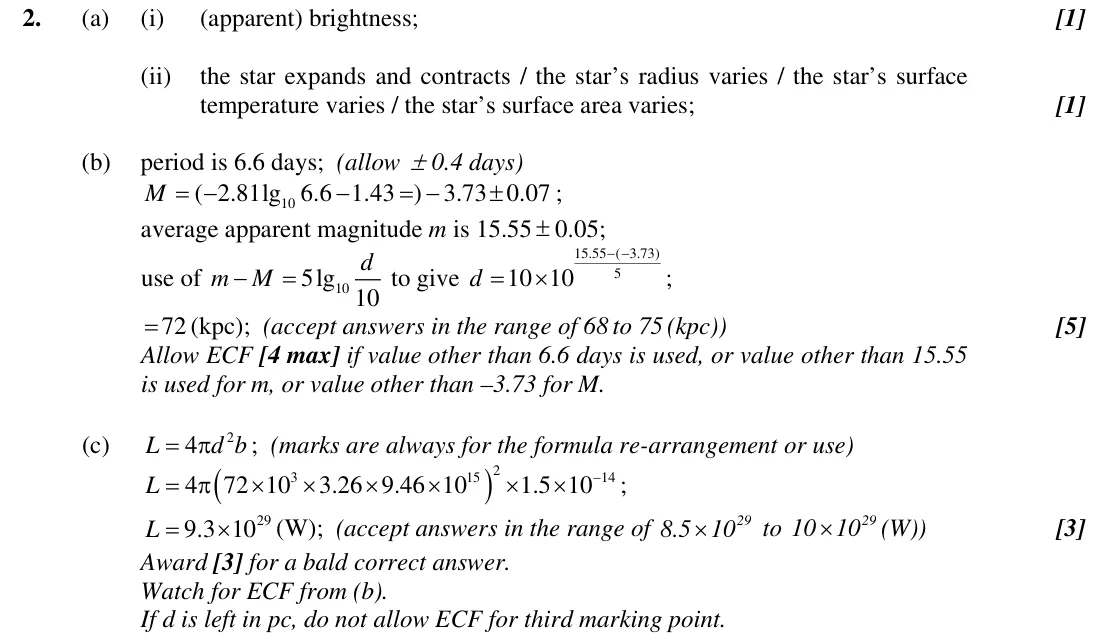 2. (a) (i) (apparent) brightness; [1]
(ii) the star expands and contracts / the star's radius varies / the star's surface
temperature varies / the star's surface area varies; [1]
(b) period is 6.6 days; (allow ± 0.4 days)
M = (−2.81lg₁₀ 6.6 − 1.43 =) − 3.73 ± 0.07 ;
average apparent magnitude m is 15.55 ± 0.05;
use of m − M = 5 lg₁₀ d/10 to give d = 10×10^((15.55−(−3.73))/5) ;
= 72 (kpc); (accept answers in the range of 68 to 75 (kpc)) [5]
Allow ECF [4 max] if value other than 6.6 days is used, or value other than 15.55
is used for m, or value other than –3.73 for M.
(c) L = 4πd²b ; (marks are always for the formula re-arrangement or use)
L = 4π(72×10³ × 3.26 × 9.46×10¹⁵)² × 1.5×10⁻¹⁴ ;
L = 9.3×10²⁹ (W); (accept answers in the range of 8.5×10²⁹ to 10×10²⁹ (W)) [3]
Award [3] for a bald correct answer.
Watch for ECF from (b).
If d is left in pc, do not allow ECF for third marking point.